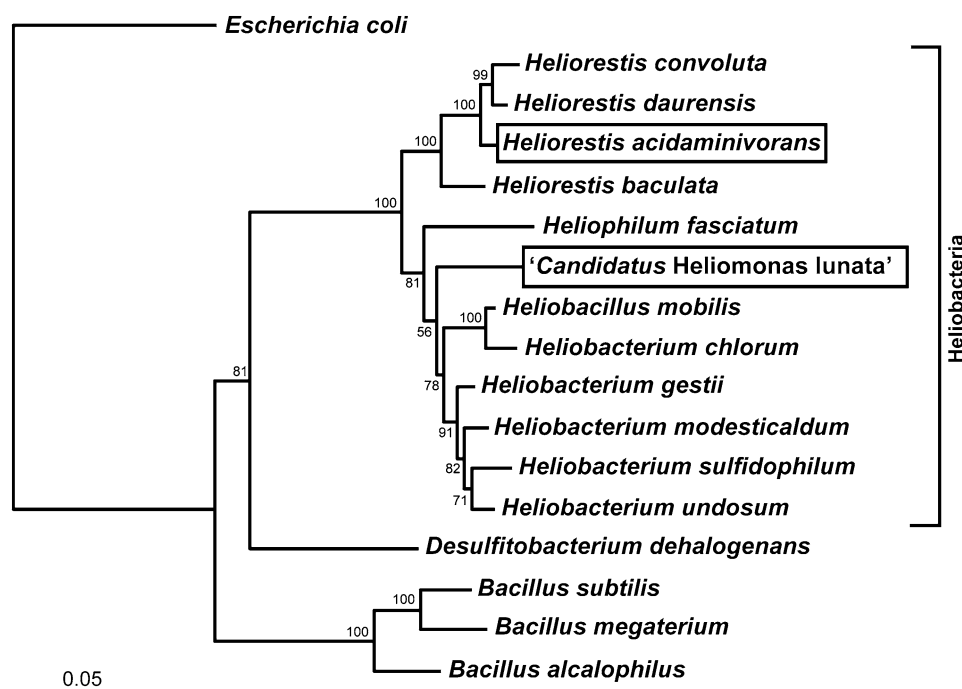 Escherichia coli
Heliorestis convoluta
99
Heliorestis daurensis
100
Heliorestis acidaminivorans
100
Heliorestis baculata
100
Heliophilum fasciatum
‘Candidatus Heliomonas lunata’
81
Heliobacillus mobilis
100
56
Heliobacterium chlorum
Heliobacterium gestii
78
Heliobacterium modesticaldum
91
Heliobacterium sulfidophilum
82
71
Heliobacterium undosum
Heliobacteria
81
Desulfitobacterium dehalogenans
Bacillus subtilis
100
Bacillus megaterium
100
Bacillus alcalophilus
0.05